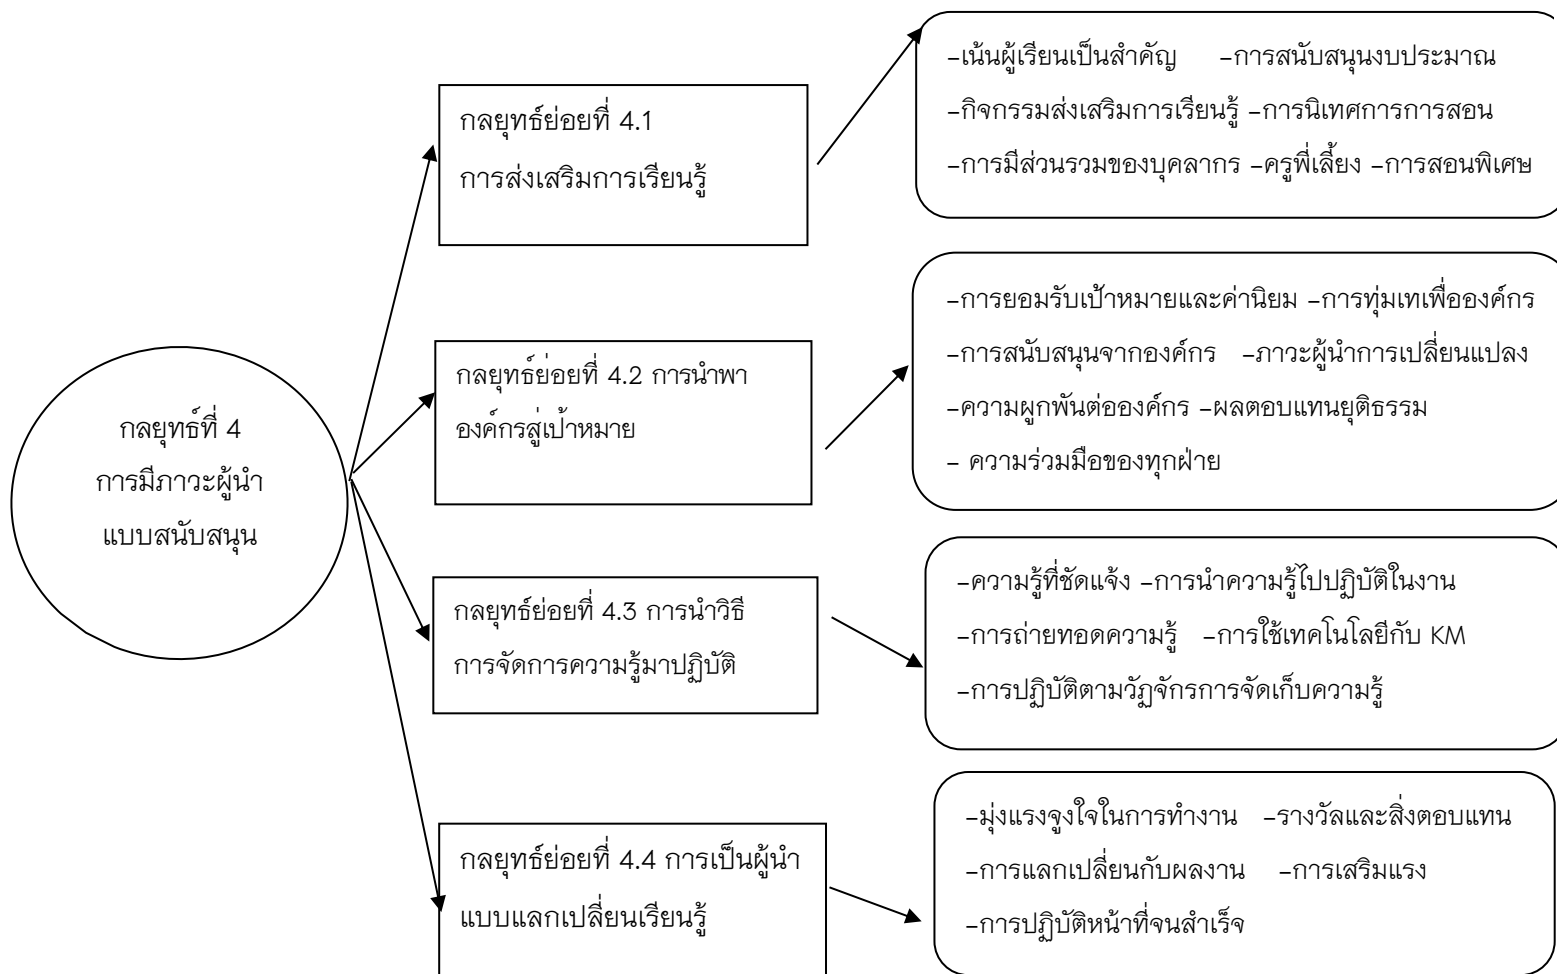 กลยุทธ์ที่ 4
การมีภาวะผู้นำ
แบบสนับสนุน
กลยุทธ์ย่อยที่ 4.1
การส่งเสริมการเรียนรู้
-เน้นผู้เรียนเป็นสำคัญ -การสนับสนุนงบประมาณ
-กิจกรรมส่งเสริมการเรียนรู้ -การนิเทศการการสอน
-การมีส่วนรวมของบุคลากร -ครูพี่เลี้ยง -การสอนพิเศษ
กลยุทธ์ย่อยที่ 4.2 การนำพา
องค์กรสู่เป้าหมาย
-การยอมรับเป้าหมายและค่านิยม -การทุ่มเทเพื่อองค์กร
-การสนับสนุนจากองค์กร -ภาวะผู้นำการเปลี่ยนแปลง
-ความผูกพันต่อองค์กร -ผลตอบแทนยุติธรรม
- ความร่วมมือของทุกฝ่าย
กลยุทธ์ย่อยที่ 4.3 การนำวิธี
การจัดการความรู้มาปฏิบัติ
-ความรู้ที่ชัดแจ้ง -การนำความรู้ไปปฏิบัติในงาน
-การถ่ายทอดความรู้ -การใช้เทคโนโลยีกับ KM
-การปฏิบัติตามวัฏจักรการจัดเก็บความรู้
กลยุทธ์ย่อยที่ 4.4 การเป็นผู้นำ
แบบแลกเปลี่ยนเรียนรู้
-มุ่งแรงจูงใจในการทำงาน -รางวัลและสิ่งตอบแทน
-การแลกเปลี่ยนกับผลงาน -การเสริมแรง
-การปฏิบัติหน้าที่จนสำเร็จ